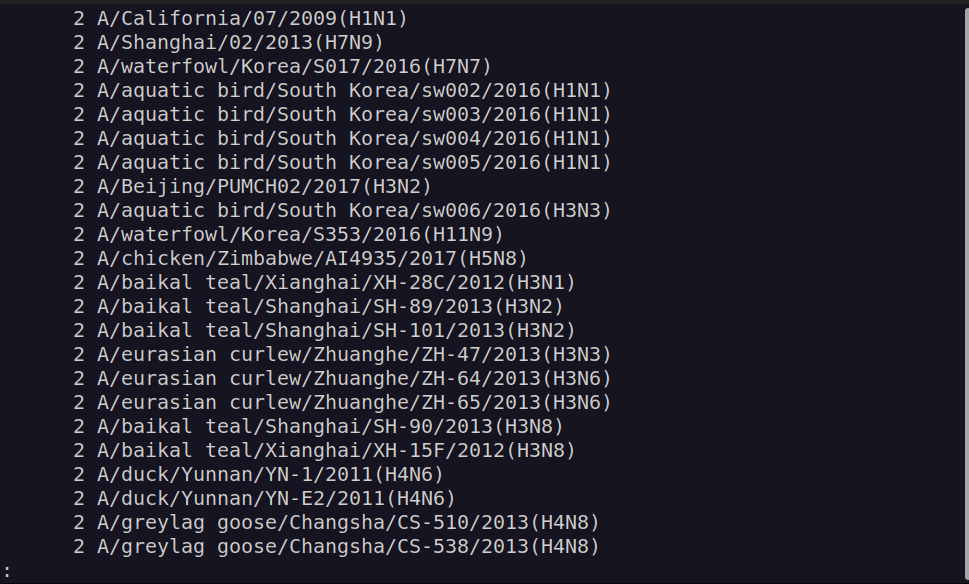 2 A/California/07/2009(H1N1)
2 A/Shanghai/02/2013(H7N9)
2 A/waterfowl/Korea/S017/2016(H7N7)
2 A/aquatic bird/South Korea/sw002/2016(H1N1)
2 A/aquatic bird/South Korea/sw003/2016(H1N1)
2 A/aquatic bird/South Korea/sw004/2016(H1N1)
2 A/aquatic bird/South Korea/sw005/2016(H1N1)
2 A/Beijing/PUMCH02/2017(H3N2)
2 A/aquatic bird/South Korea/sw006/2016(H3N3)
2 A/waterfowl/Korea/S353/2016(H11N9)
2 A/chicken/Zimbabwe/AI4935/2017(H5N8)
2 A/baikal teal/Xianghai/XH-28C/2012(H3N1)
2 A/baikal teal/Shanghai/SH-89/2013(H3N2)
2 A/baikal teal/Shanghai/SH-101/2013(H3N2)
2 A/eurasian curlew/Zhuanghe/ZH-47/2013(H3N3)
2 A/eurasian curlew/Zhuanghe/ZH-64/2013(H3N6)
2 A/eurasian curlew/Zhuanghe/ZH-65/2013(H3N6)
2 A/baikal teal/Shanghai/SH-90/2013(H3N8)
2 A/baikal teal/Xianghai/XH-15F/2012(H3N8)
2 A/duck/Yunnan/YN-1/2011(H4N6)
2 A/duck/Yunnan/YN-E2/2011(H4N6)
2 A/greylag goose/Changsha/CS-510/2013(H4N8)
2 A/greylag goose/Changsha/CS-538/2013(H4N8)
: